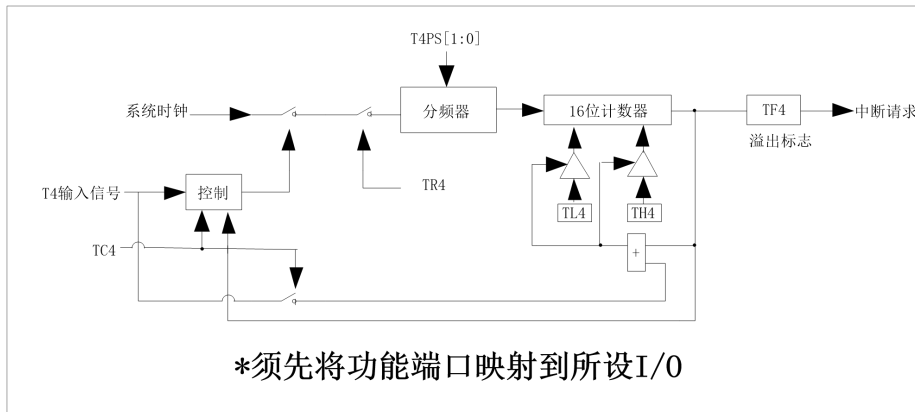 T4PS[1:0]
系统时钟
分频器
16位计数器
TF4
中断请求
溢出标志
T4输入信号
控制
TR4
TL4
TH4
TC4
+
*须先将功能端口映射到所设I/O